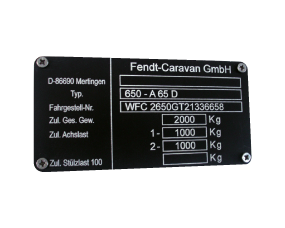 Fendt-Caravan GmbH
D-86690 Mertingen
Typ. 650 - A 65 D
Fahrgestell-Nr. WFC 2650GT21336658
Zul. Ges. Gew. 2000 Kg
Zul. Achslast 1- 1000 Kg
2- 1000 Kg
Zul. Stützlast 100 Kg